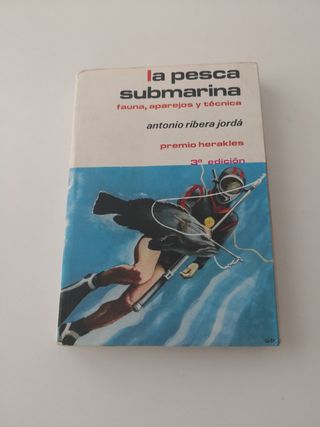 la pesca
submarina
fauna, aparejos y técnica
antonio ribera jordá
premio herakles
3ª edición